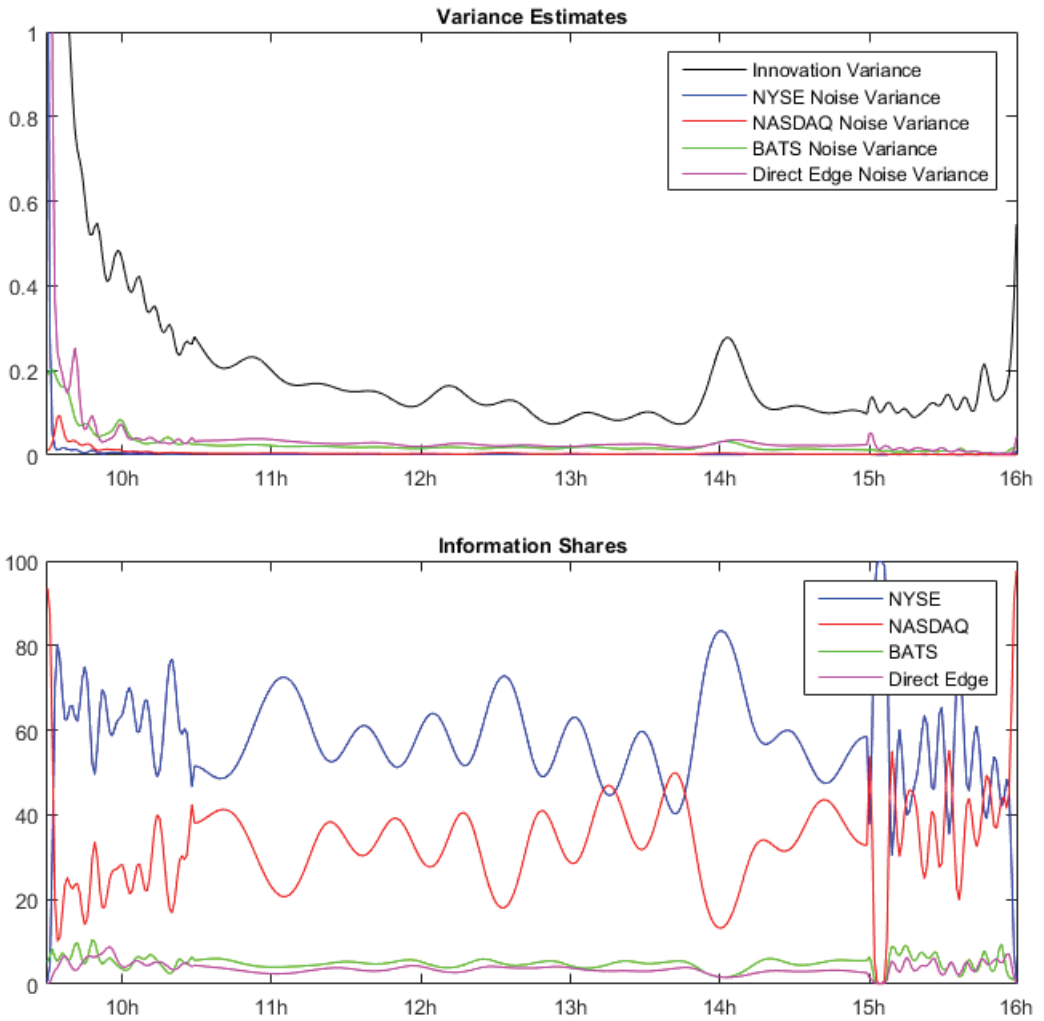 Variance Estimates
1
0.8
0.6
0.4
0.2
0
Innovation Variance
NYSE Noise Variance
NASDAQ Noise Variance
BATS Noise Variance
Direct Edge Noise Variance
10h 11h 12h 13h 14h 15h 16h
Information Shares
100
80
60
40
20
0
NYSE
NASDAQ
BATS
Direct Edge
10h 11h 12h 13h 14h 15h 16h